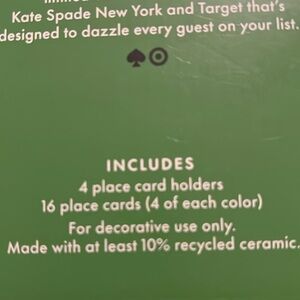 Kate Spade New York and Target that's
designed to dazzle every guest on your list.
INCLUDES
4 place card holders
16 place cards (4 of each color)
For decorative use only.
Made with at least 10% recycled ceramic.